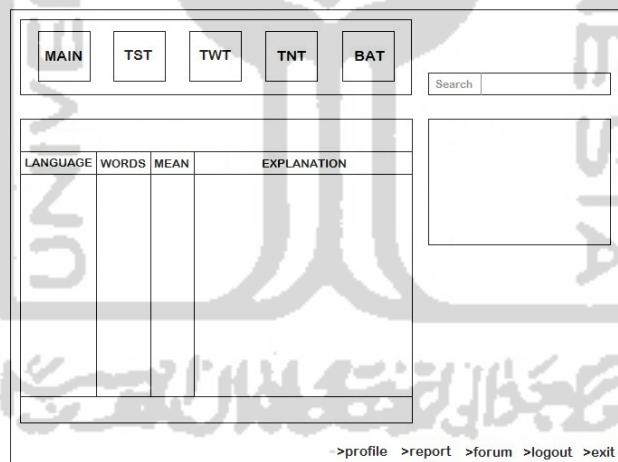 MAIN TST TWT TNT BAT
Search
LANGUAGE WORDS MEAN EXPLANATION
>profile >report >forum >logout >exit